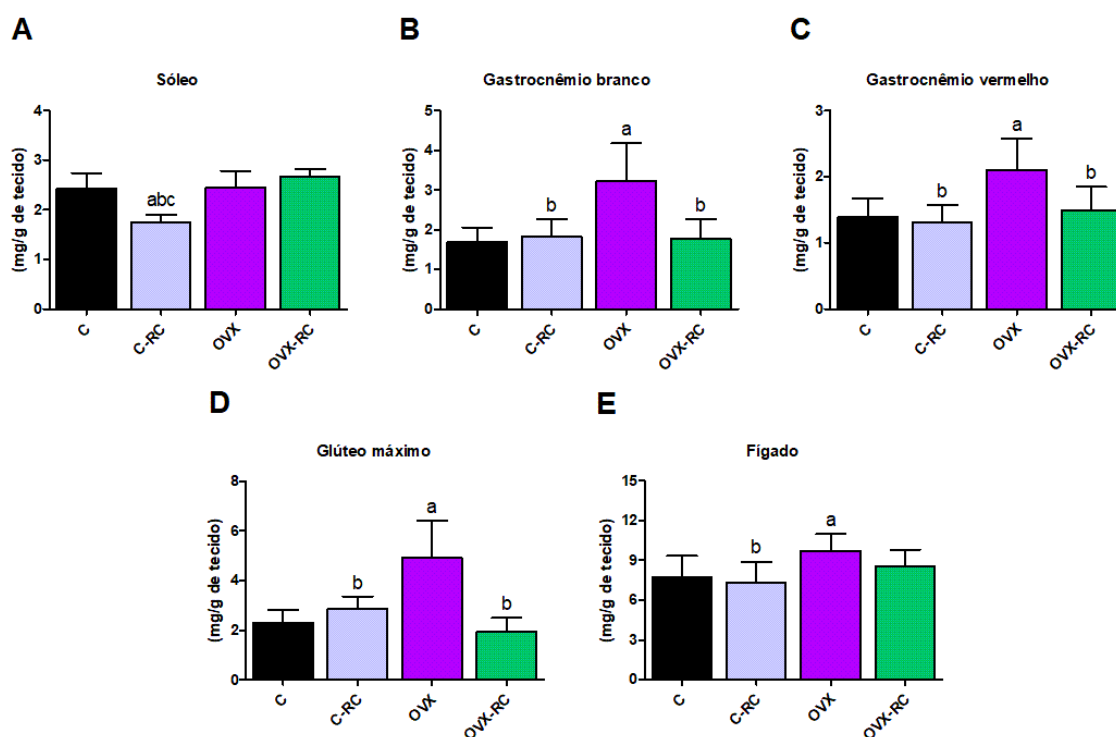 A
Sóleo
(mg/g de tecido)
4
3
2
1
0
abc
C
C-RC
OVX
OVX-RC
B
Gastrocnêmio branco
(mg/g de tecido)
5
4
3
2
1
0
b
a
b
C
C-RC
OVX
OVX-RC
C
Gastrocnêmio vermelho
(mg/g de tecido)
3
2
1
0
b
a
b
C
C-RC
OVX
OVX-RC
D
Glúteo máximo
(mg/g de tecido)
8
6
4
2
0
b
a
b
C
C-RC
OVX
OVX-RC
E
Fígado
(mg/g de tecido)
15
12
9
6
3
0
b
a
C
C-RC
OVX
OVX-RC